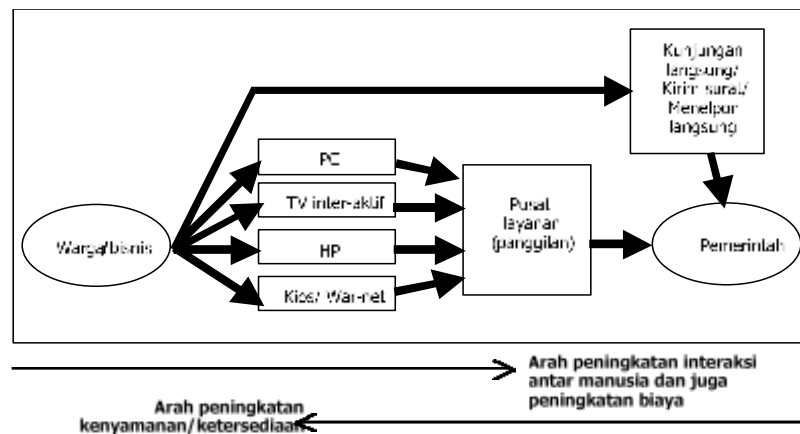 Kunjungan
langsung/
Kirim surat/
Menelpun
langsung
PC
TV inter-aktif
HP
Kios/ War-net
Warga/bisnis
Pusat
layanan
(panggilan)
Pemerintah
Arah peningkatan interaksi
antar manusia dan juga
peningkatan biaya
Arah peningkatan
kenyamanan/ketersediaan